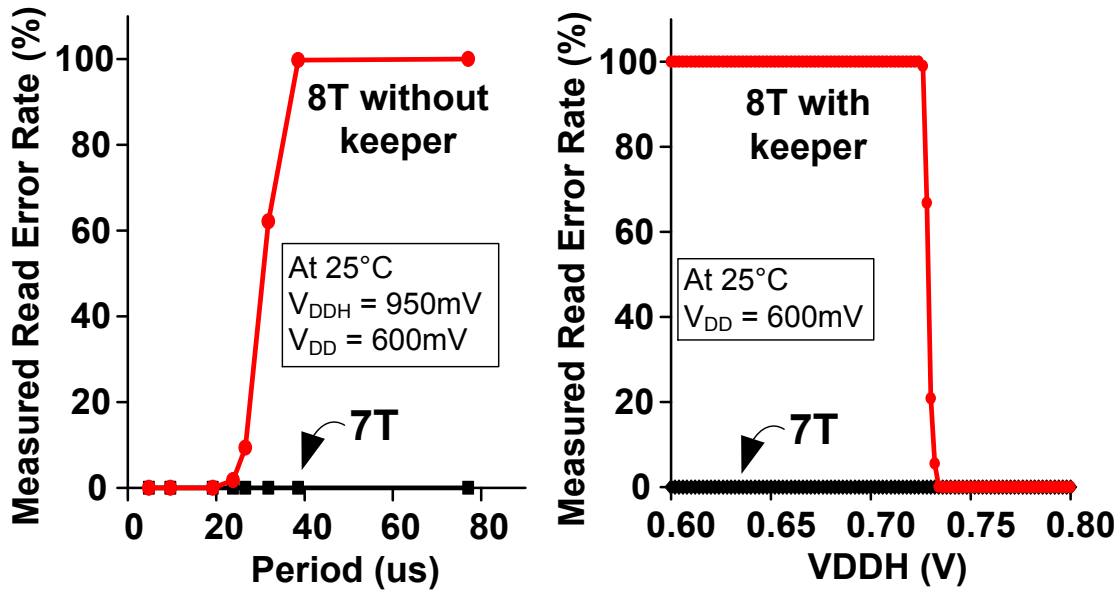 Measured Read Error Rate (%)
100
80
60
40
20
0
8T without
keeper
At 25°C
VDDH = 950mV
VDD = 600mV
7T
0
20
40
60
80
Period (us)
Measured Read Error Rate (%)
100
80
60
40
20
0
8T with
keeper
At 25°C
VDD = 600mV
7T
0.60
0.65
0.70
0.75
0.80
VDDH (V)